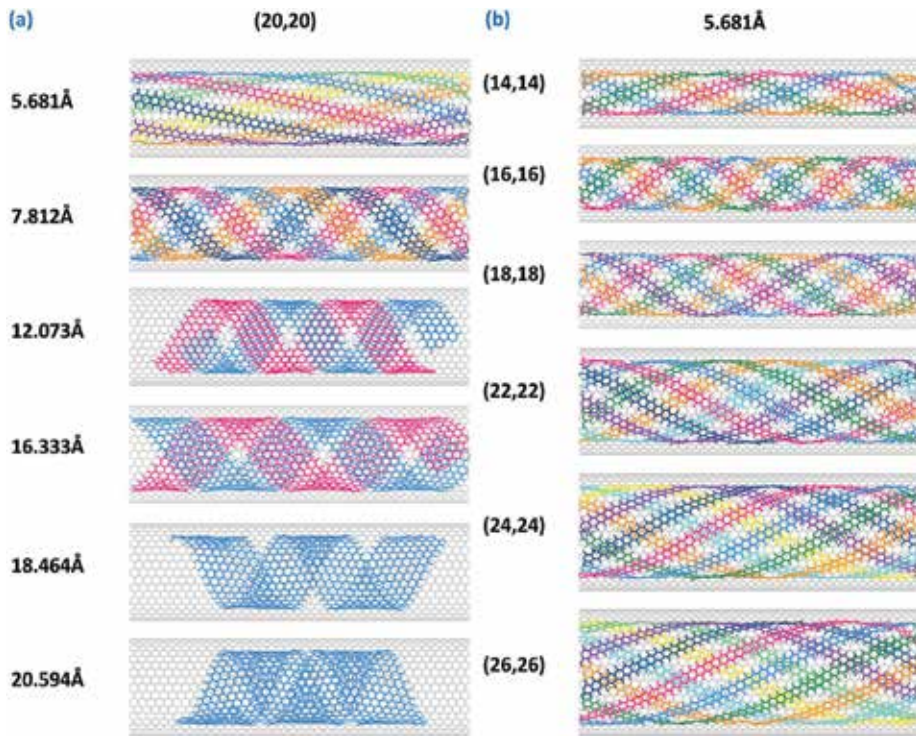 (a)
(20,20)
5.681Å
7.812Å
12.073Å
16.333Å
18.464Å
20.594Å
(b)
5.681Å
(14,14)
(16,16)
(18,18)
(22,22)
(24,24)
(26,26)